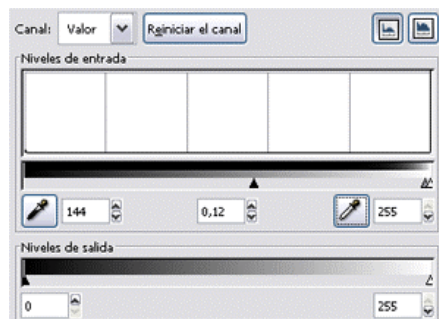 Canal: Valor Reiniciar el canal
Niveles de entrada
144 0,12 255
Niveles de salida
0 255